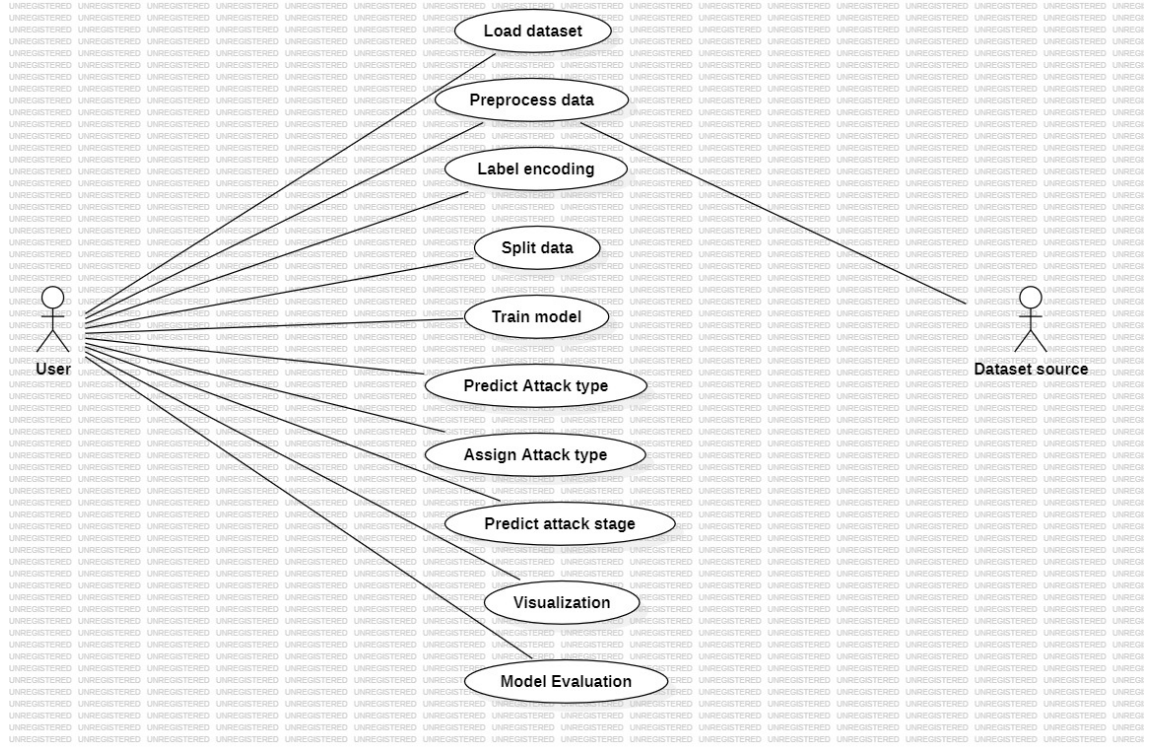 Load dataset
Preprocess data
Label encoding
Split data
Train model
User
Dataset source
Predict Attack type
Assign Attack type
Predict attack stage
Visualization
Model Evaluation
UNREGISTERED